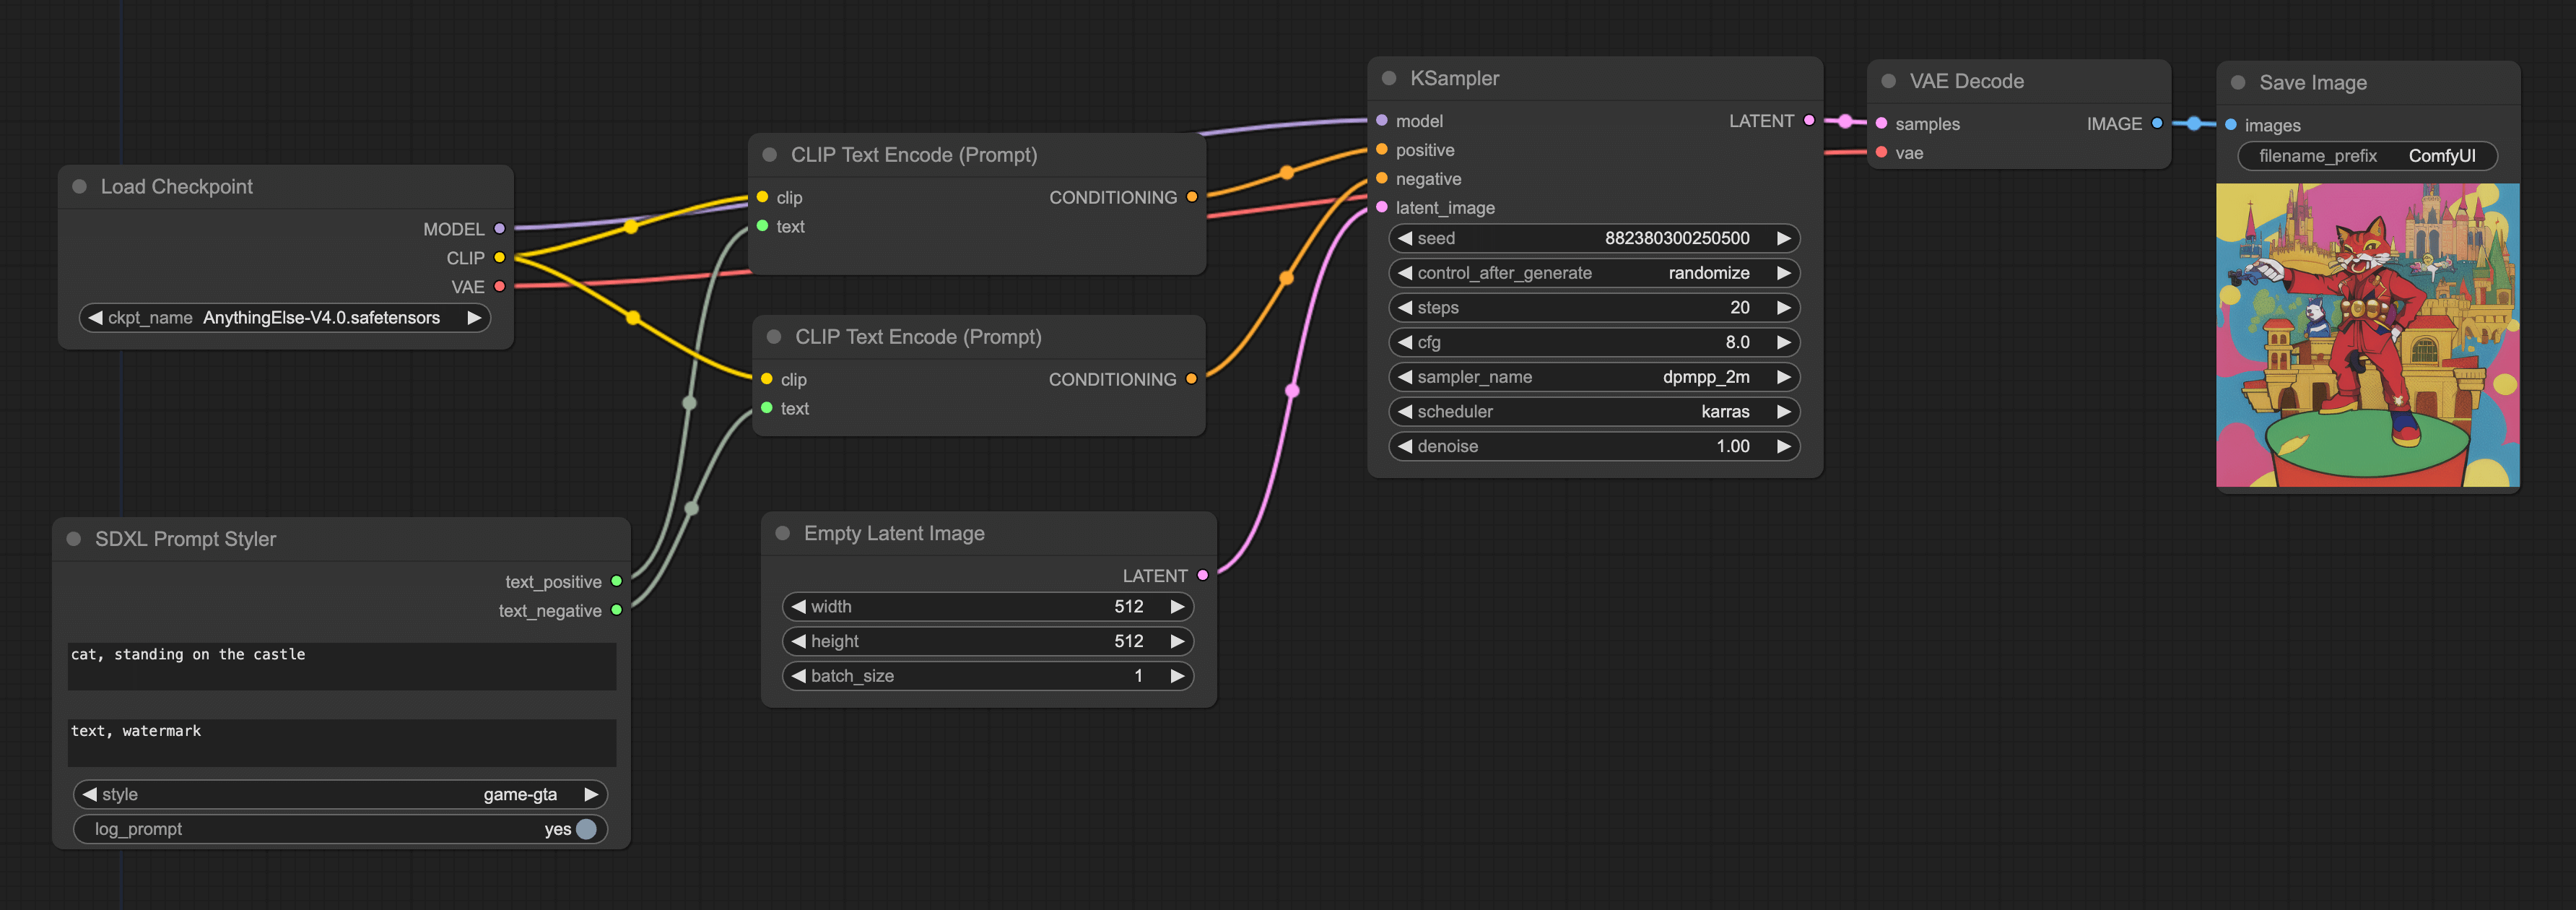 Load Checkpoint
MODEL
CLIP
VAE
ckpt_name AnythingElse-V4.0.safetensors
SDXL Prompt Styler
text_positive
text_negative
cat, standing on the castle
text, watermark
style game-gta
log_prompt yes
CLIP Text Encode (Prompt)
clip CONDITIONING
text
CLIP Text Encode (Prompt)
clip CONDITIONING
text
Empty Latent Image
LATENT
width 512
height 512
batch_size 1
KSampler
model LATENT
positive
negative
latent_image
seed 882380300250500
control_after_generate randomize
steps 20
cfg 8.0
sampler_name dpmpp_2m
scheduler karras
denoise 1.00
VAE Decode
samples IMAGE
vae
Save Image
images
filename_prefix ComfyUI